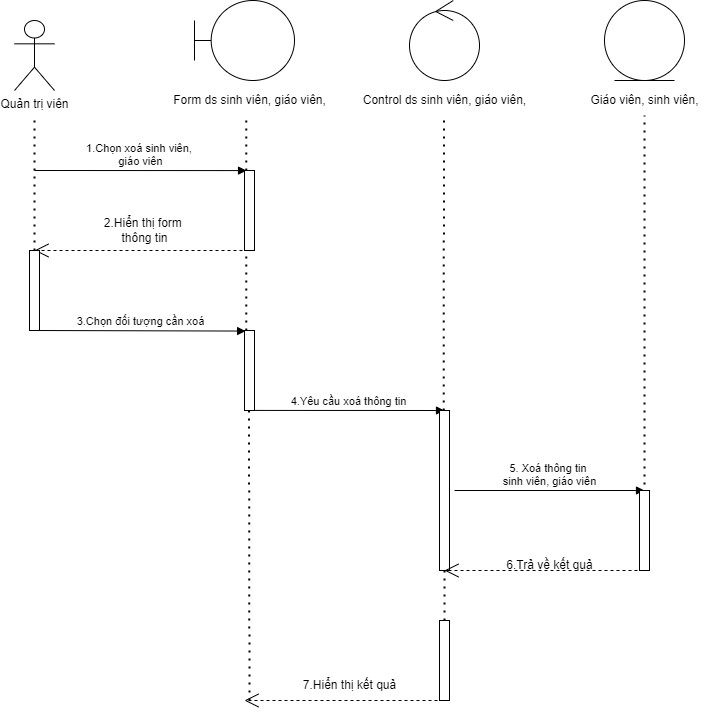 Quản trị viên
Form ds sinh viên, giáo viên,
Control ds sinh viên, giáo viên,
Giáo viên, sinh viên,
1.Chọn xoá sinh viên,
giáo viên
2.Hiển thị form
thông tin
3.Chọn đối tượng cần xoá
4.Yêu cầu xoá thông tin
5. Xoá thông tin
sinh viên, giáo viên
6.Trả về kết quả
7.Hiển thị kết quả